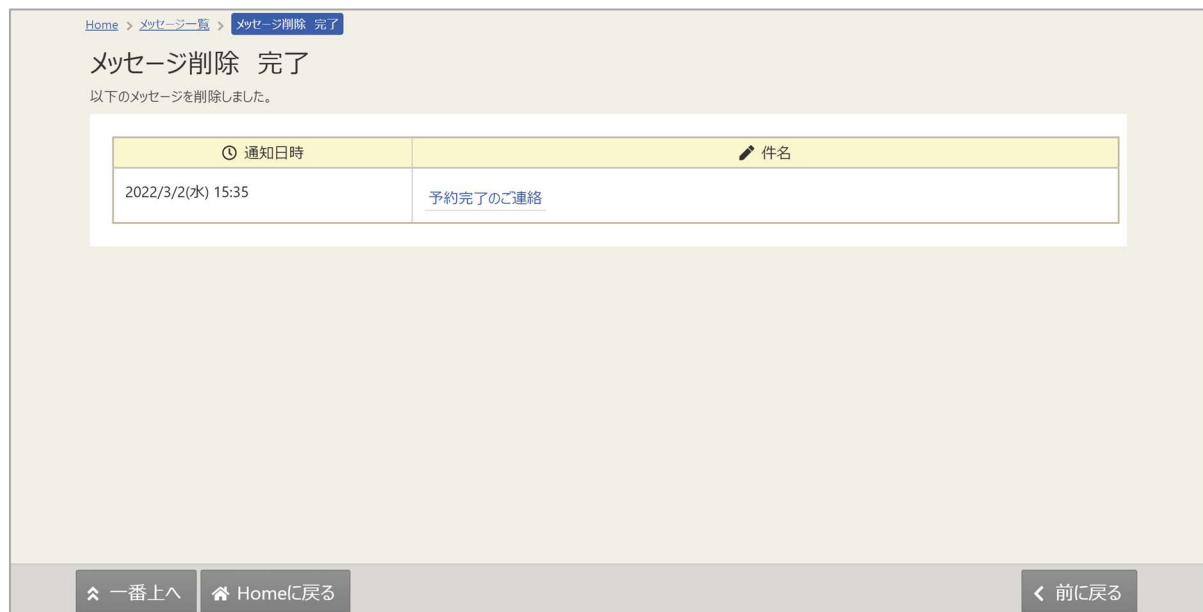 Home > メッセージ一覧 > メッセージ削除 完了
メッセージ削除 完了
以下のメッセージを削除しました。
通知日時 件名
2022/3/2(水) 15:35 予約完了のご連絡
一番上へ Homeに戻る 前に戻る